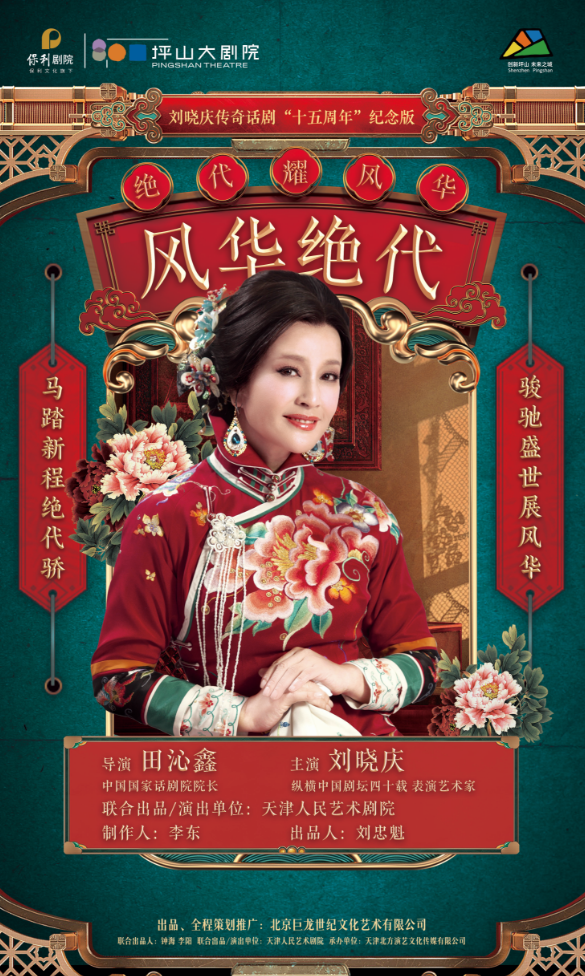 保利剧院
保利文化旗下
坪山大剧院
PINGSHAN THEATRE
创新坪山 未来之城
Shenzhen Pingshan
刘晓庆传奇话剧“十五周年”纪念版
绝代耀风华
风华绝代
马踏新程绝代骄
骏驰盛世展风华
导演 田沁鑫
中国国家话剧院院长
主演 刘晓庆
纵横中国剧坛四十载 表演艺术家
联合出品/演出单位：天津人民艺术剧院
制作人：李东 出品人：刘忠魁
出品、全程策划推广：北京巨龙世纪文化艺术有限公司
联合出品人：钟海 李阳 联合出品/演出单位：天津人民艺术剧院 承办单位：天津北方演艺文化传媒有限公司